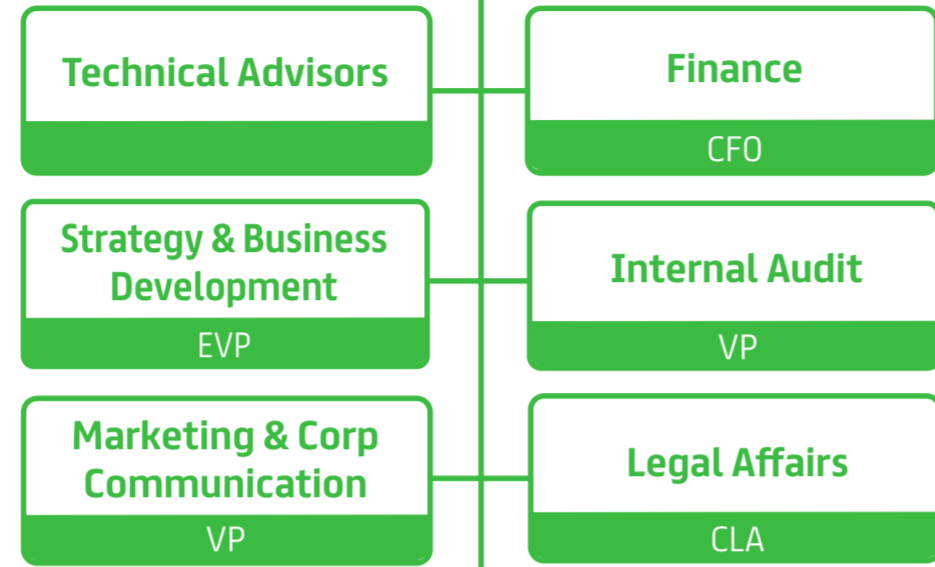 Technical Advisors
Finance
CFO
Strategy & Business
Development
EVP
Internal Audit
VP
Marketing & Corp
Communication
VP
Legal Affairs
CLA